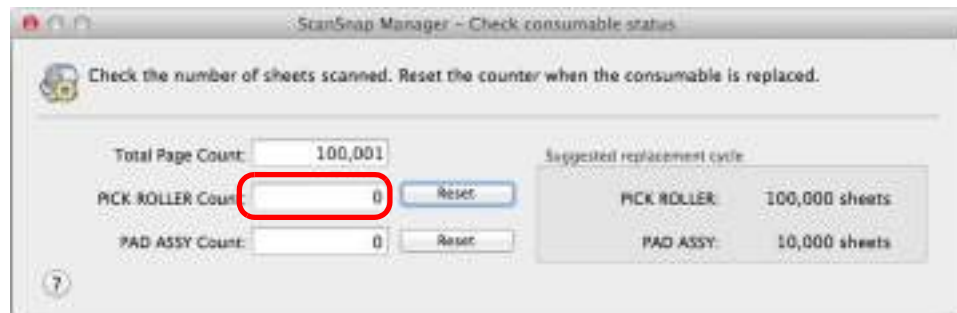 ScanSnap Manager – Check consumable status
Check the number of sheets scanned. Reset the counter when the consumable is replaced.
Total Page Count: 100,001
Suggested replacement cycle
PICK ROLLER Count: 0 Reset
PICK ROLLER: 100,000 sheets
PAD ASSY Count: 0 Reset
PAD ASSY: 10,000 sheets
?